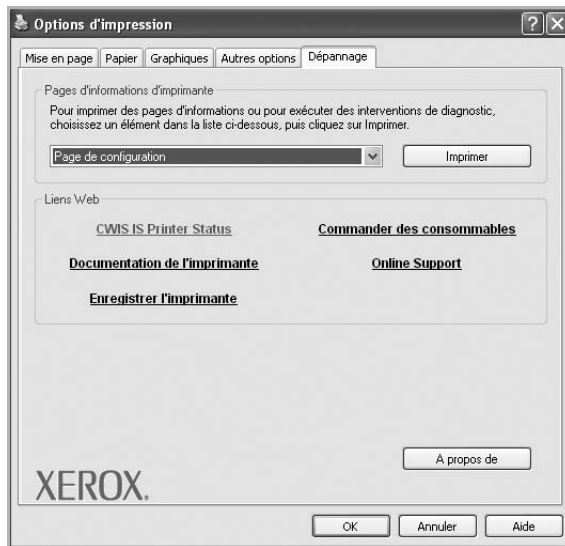 Options d'impression
Mise en page Papier Graphiques Autres options Dépannage
Pages d'informations d'imprimante
Pour imprimer des pages d'informations ou pour exécuter des interventions de diagnostic,
choisissez un élément dans la liste ci-dessous, puis cliquez sur Imprimer.
Page de configuration Imprimer
Liens Web
CWIS IS Printer Status Commander des consommables
Documentation de l'imprimante Online Support
Enregistrer l'imprimante
A propos de
XEROX.
OK Annuler Aide